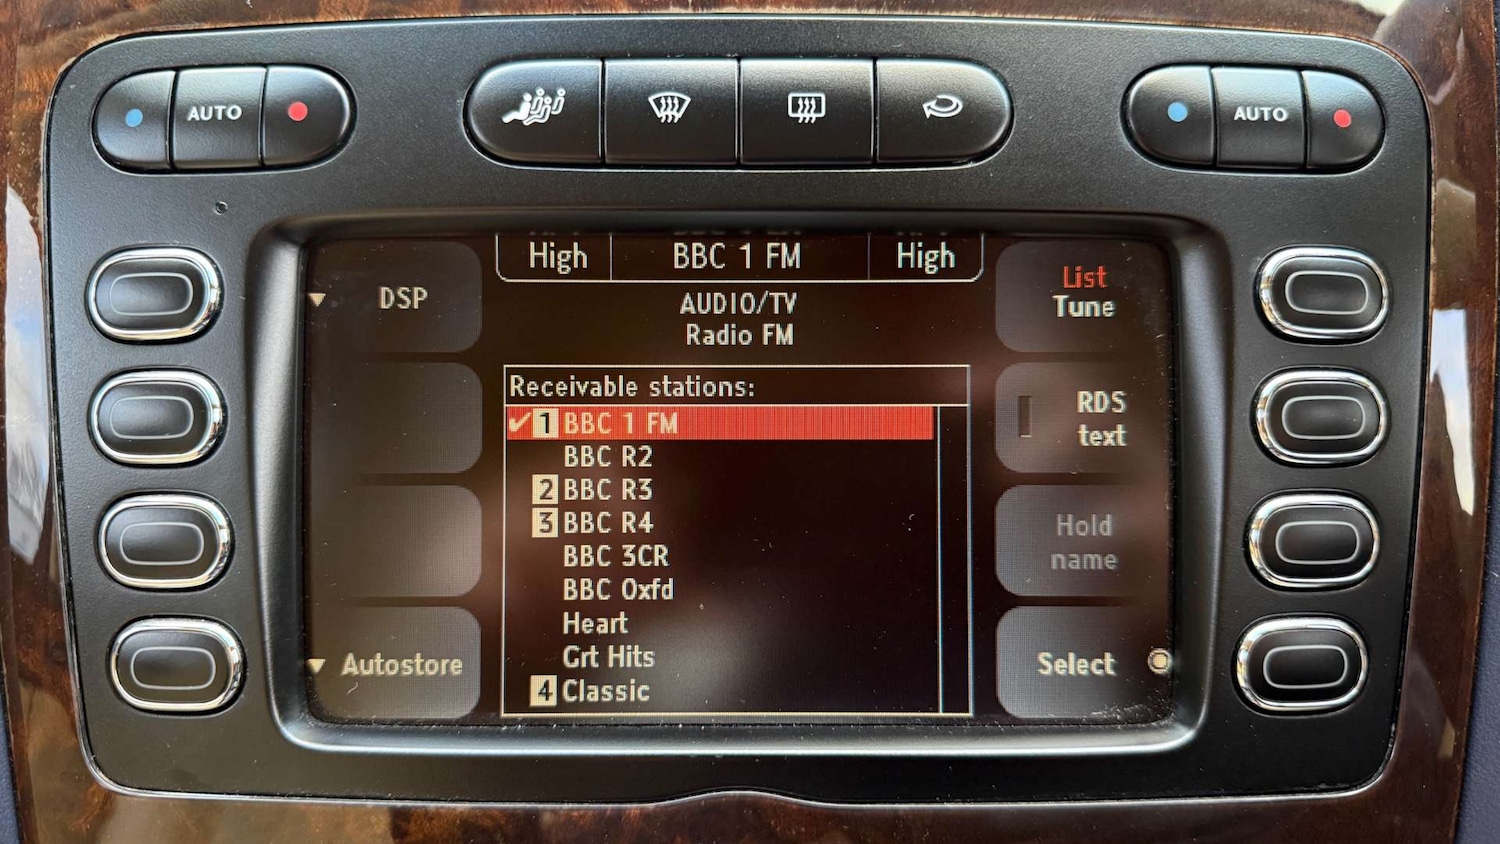 AUTO
AUTO
High
BBC 1 FM
High
DSP
AUDIO/TV
Radio FM
List
Tune
Receivable stations:
1 BBC 1 FM
BBC R2
2 BBC R3
3 BBC R4
BBC 3CR
BBC Oxfd
Heart
Grt Hits
4 Classic
RDS
text
Hold
name
Autostore
Select